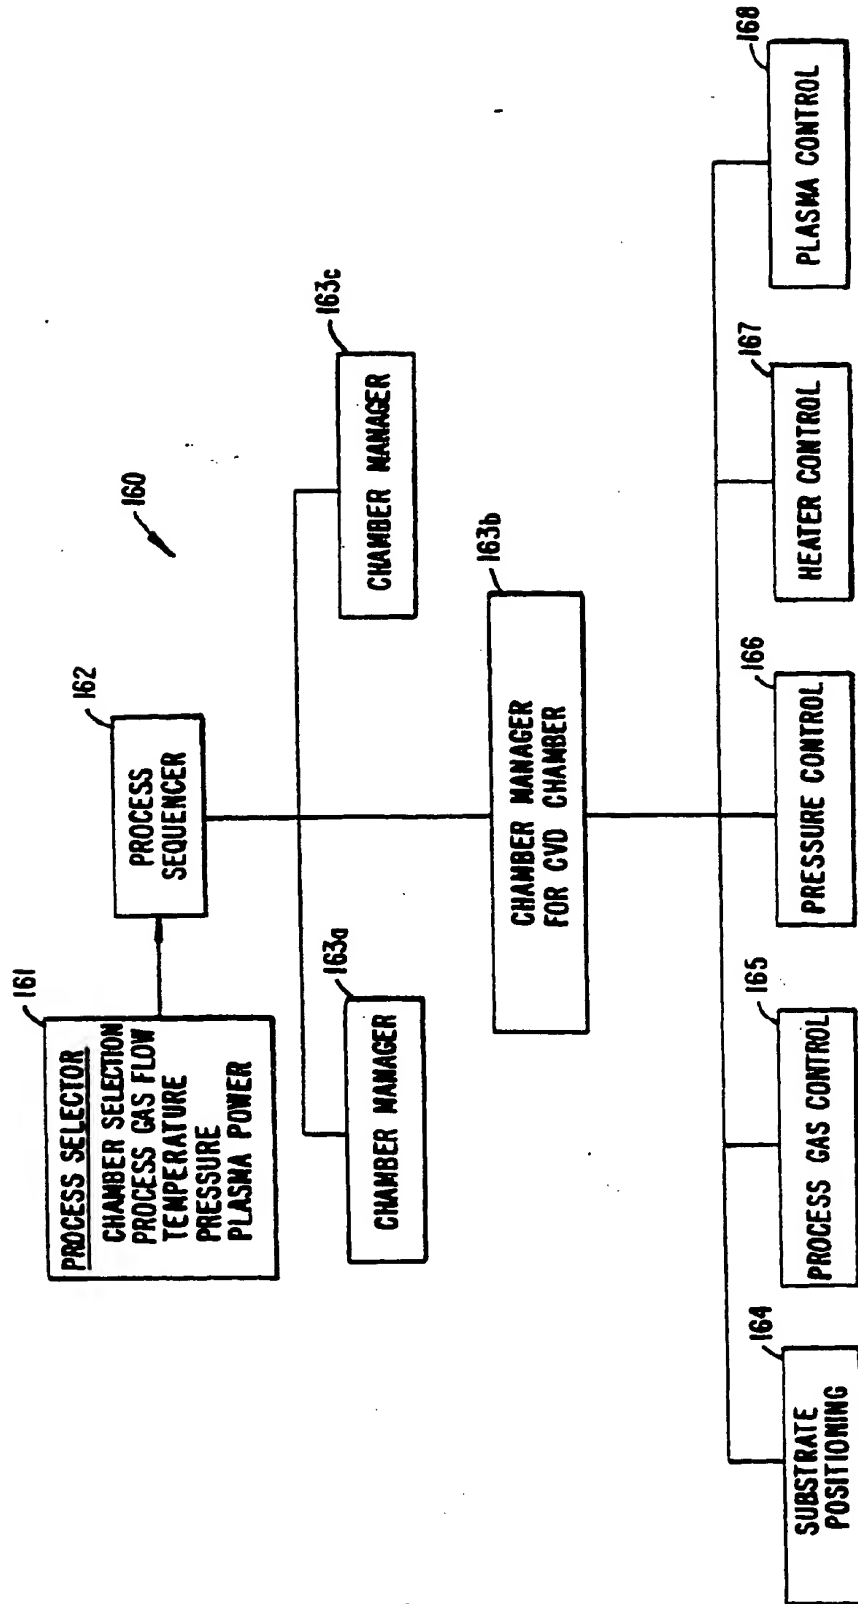 160
161
PROCESS SELECTOR
CHAMBER SELECTION
PROCESS GAS FLOW
TEMPERATURE
PRESSURE
PLASMA POWER
162
PROCESS
SEQUENCER
163a
CHAMBER MANAGER
163c
CHAMBER MANAGER
163b
CHAMBER MANAGER
FOR CVD CHAMBER
164
SUBSTRATE
POSITIONING
165
PROCESS GAS CONTROL
166
PRESSURE CONTROL
167
HEATER CONTROL
168
PLASMA CONTROL